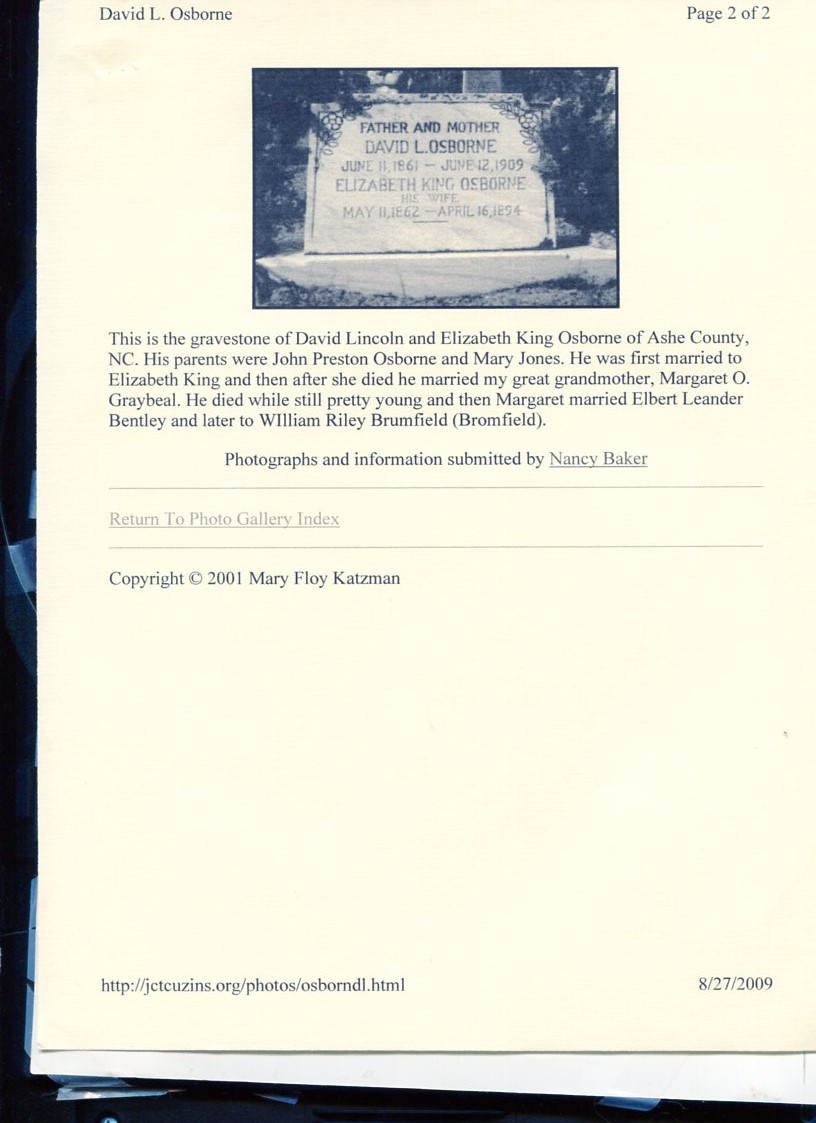 David L. Osborne
Page 2 of 2
FATHER AND MOTHER
DAVID L. OSBORNE
JUNE 11, 1861 — JUNE 12, 1909
ELIZABETH KING OSBORNE
HIS WIFE
MAY 11, 1862 — APRIL 16, 1894
This is the gravestone of David Lincoln and Elizabeth King Osborne of Ashe County,
NC. His parents were John Preston Osborne and Mary Jones. He was first married to
Elizabeth King and then after she died he married my great grandmother, Margaret O.
Graybeal. He died while still pretty young and then Margaret married Elbert Leander
Bentley and later to WIlliam Riley Brumfield (Bromfield).
Photographs and information submitted by Nancy Baker
Return To Photo Gallery Index
Copyright © 2001 Mary Floy Katzman
http://jctcuzins.org/photos/osborndl.html
8/27/2009